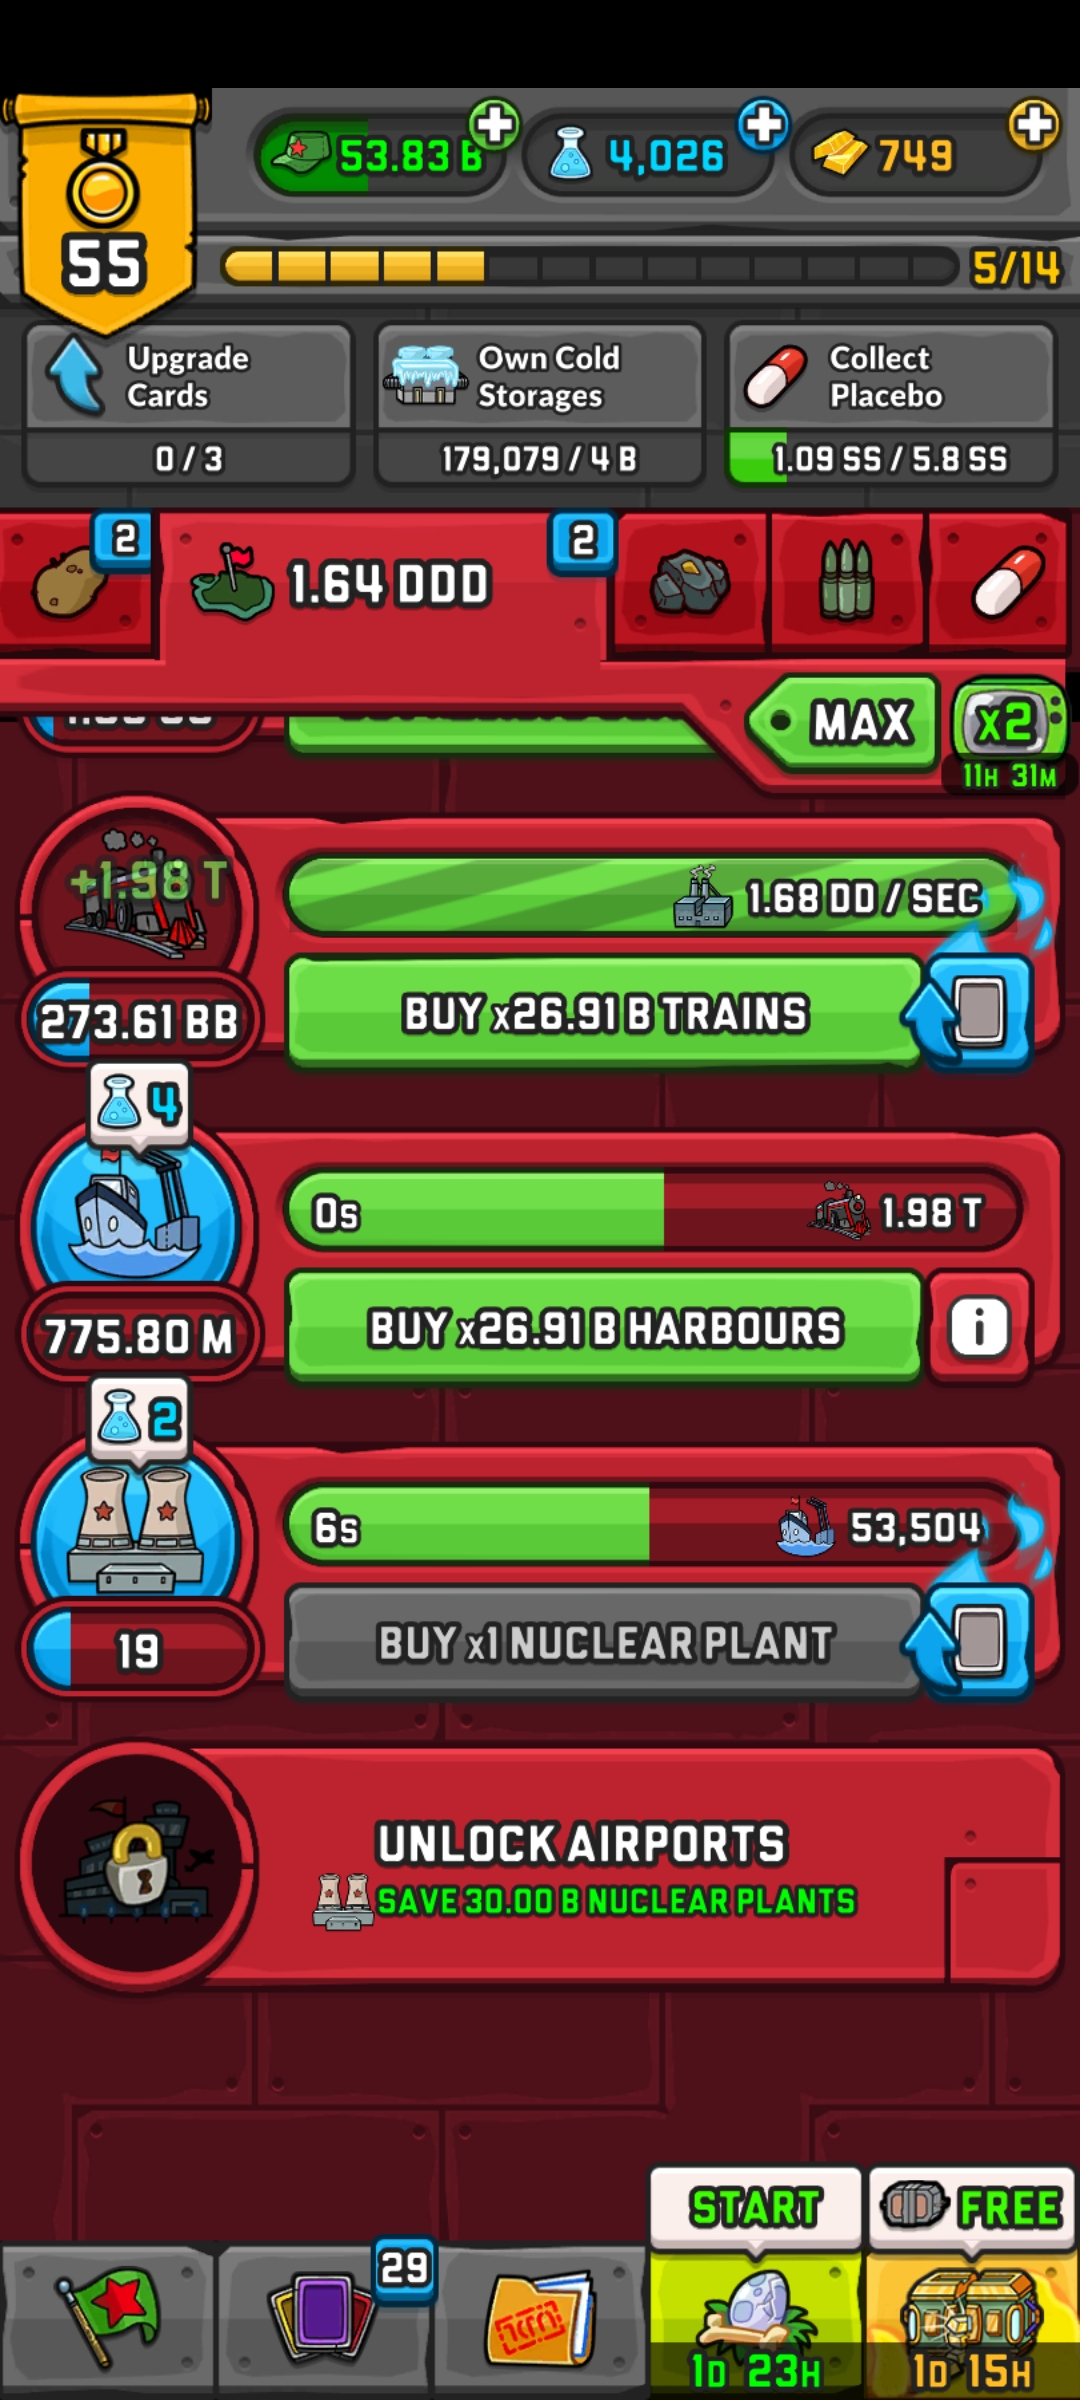 53.83 B
4,026
749
55
5/14
Upgrade
Cards
0 / 3
Own Cold
Storages
179,079 / 4 B
Collect
Placebo
1.09 SS / 5.8 SS
2
1.64 DDD
2
MAX
x2
11H 31M
+1.98 T
1.68 DD / SEC
273.61 BB
BUY x26.91 B TRAINS
4
0s
1.98 T
775.80 M
BUY x26.91 B HARBOURS
i
2
6s
53,504
19
BUY x1 NUCLEAR PLANT
UNLOCK AIRPORTS
SAVE 30.00 B NUCLEAR PLANTS
START
FREE
29
1D 23H
1D 15H